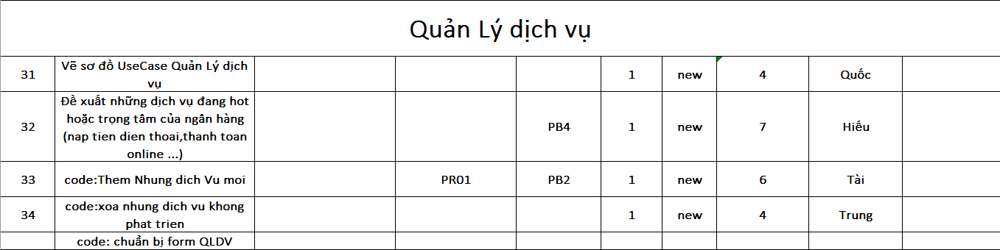 Quản Lý dịch vụ
31 Vẽ sơ đồ UseCase Quản Lý dịch 1 new 4 Quốc
vụ
Đề xuất những dịch vụ đang hot
hoặc trọng tâm của ngân hàng
32 (nap tien dien thoai,thanh toan PB4 1 new 7 Hiếu
online ...)
33 code:Them Nhung dich Vu moi PR01 PB2 1 new 6 Tài
34 code:xoa nhung dich vu khong 1 new 4 Trung
phat trien
code: chuẩn bị form QLDV